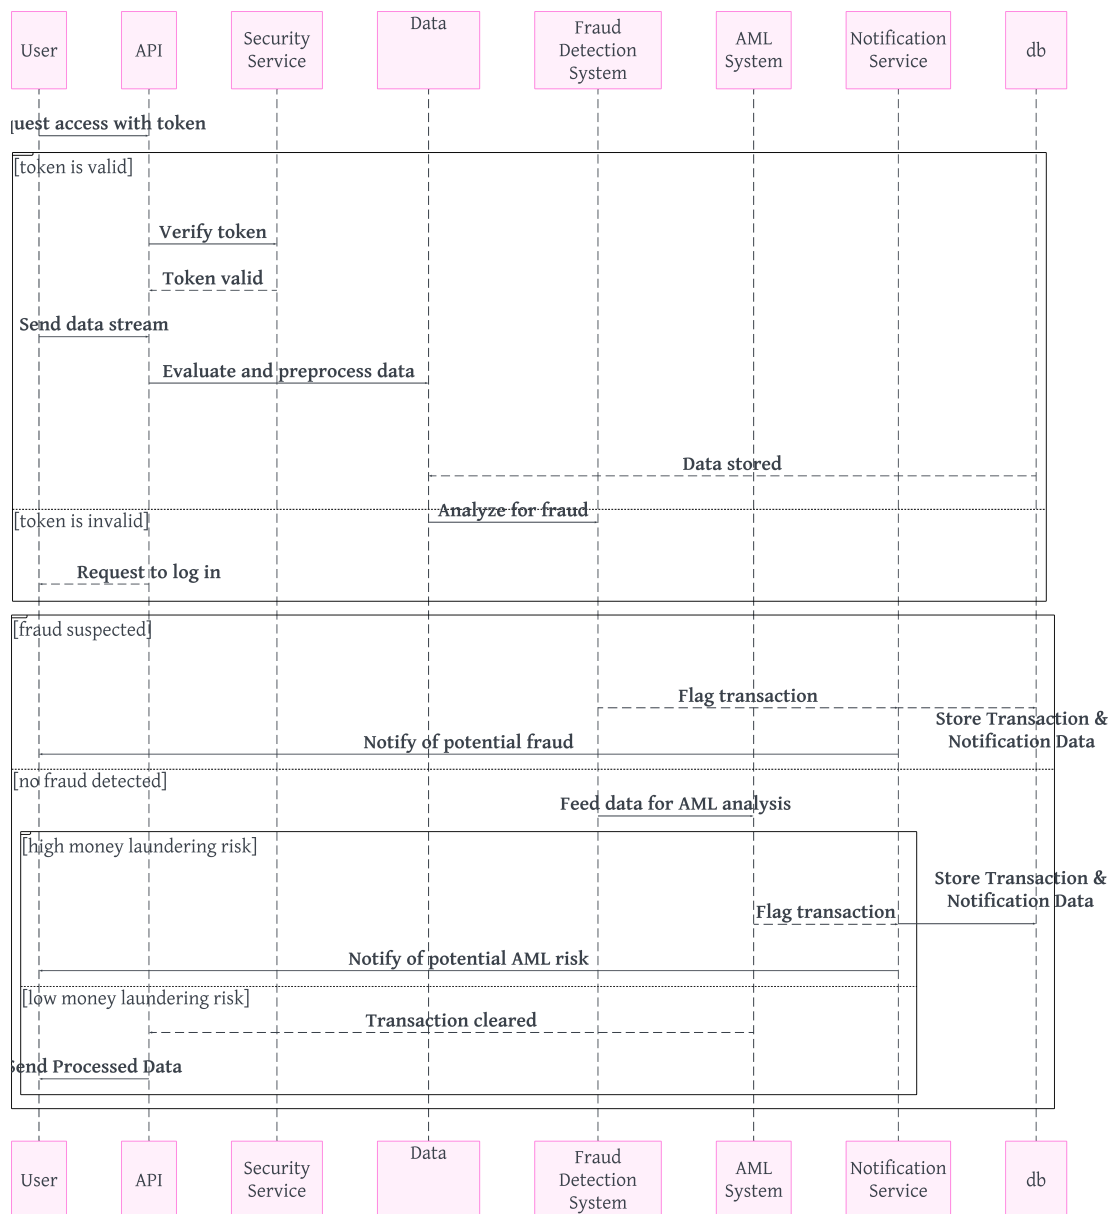 User
API
Security
Service
Data
Fraud
Detection
System
AML
System
Notification
Service
db
access with token
[token is valid]
Verify token
Token valid
Send data stream
Evaluate and preprocess data
Data stored
Analyze for fraud
[token is invalid]
Request to log in
[fraud suspected]
Flag transaction
Store Transaction &
Notification Data
Notify of potential fraud
[no fraud detected]
Feed data for AML analysis
[high money laundering risk]
Store Transaction &
Notification Data
Flag transaction
Notify of potential AML risk
[low money laundering risk]
Transaction cleared
Send Processed Data
User
API
Security
Service
Data
Fraud
Detection
System
AML
System
Notification
Service
db